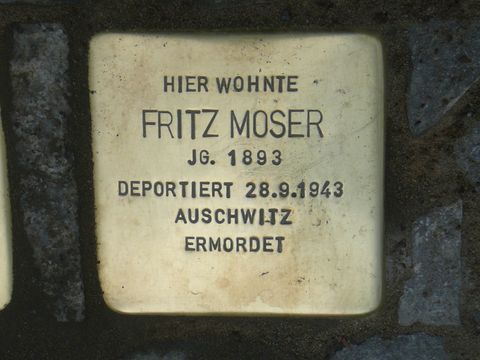 HIER WOHNTE
FRITZ MOSER
JG. 1893
DEPORTIERT 28.9.1943
AUSCHWITZ
ERMORDET